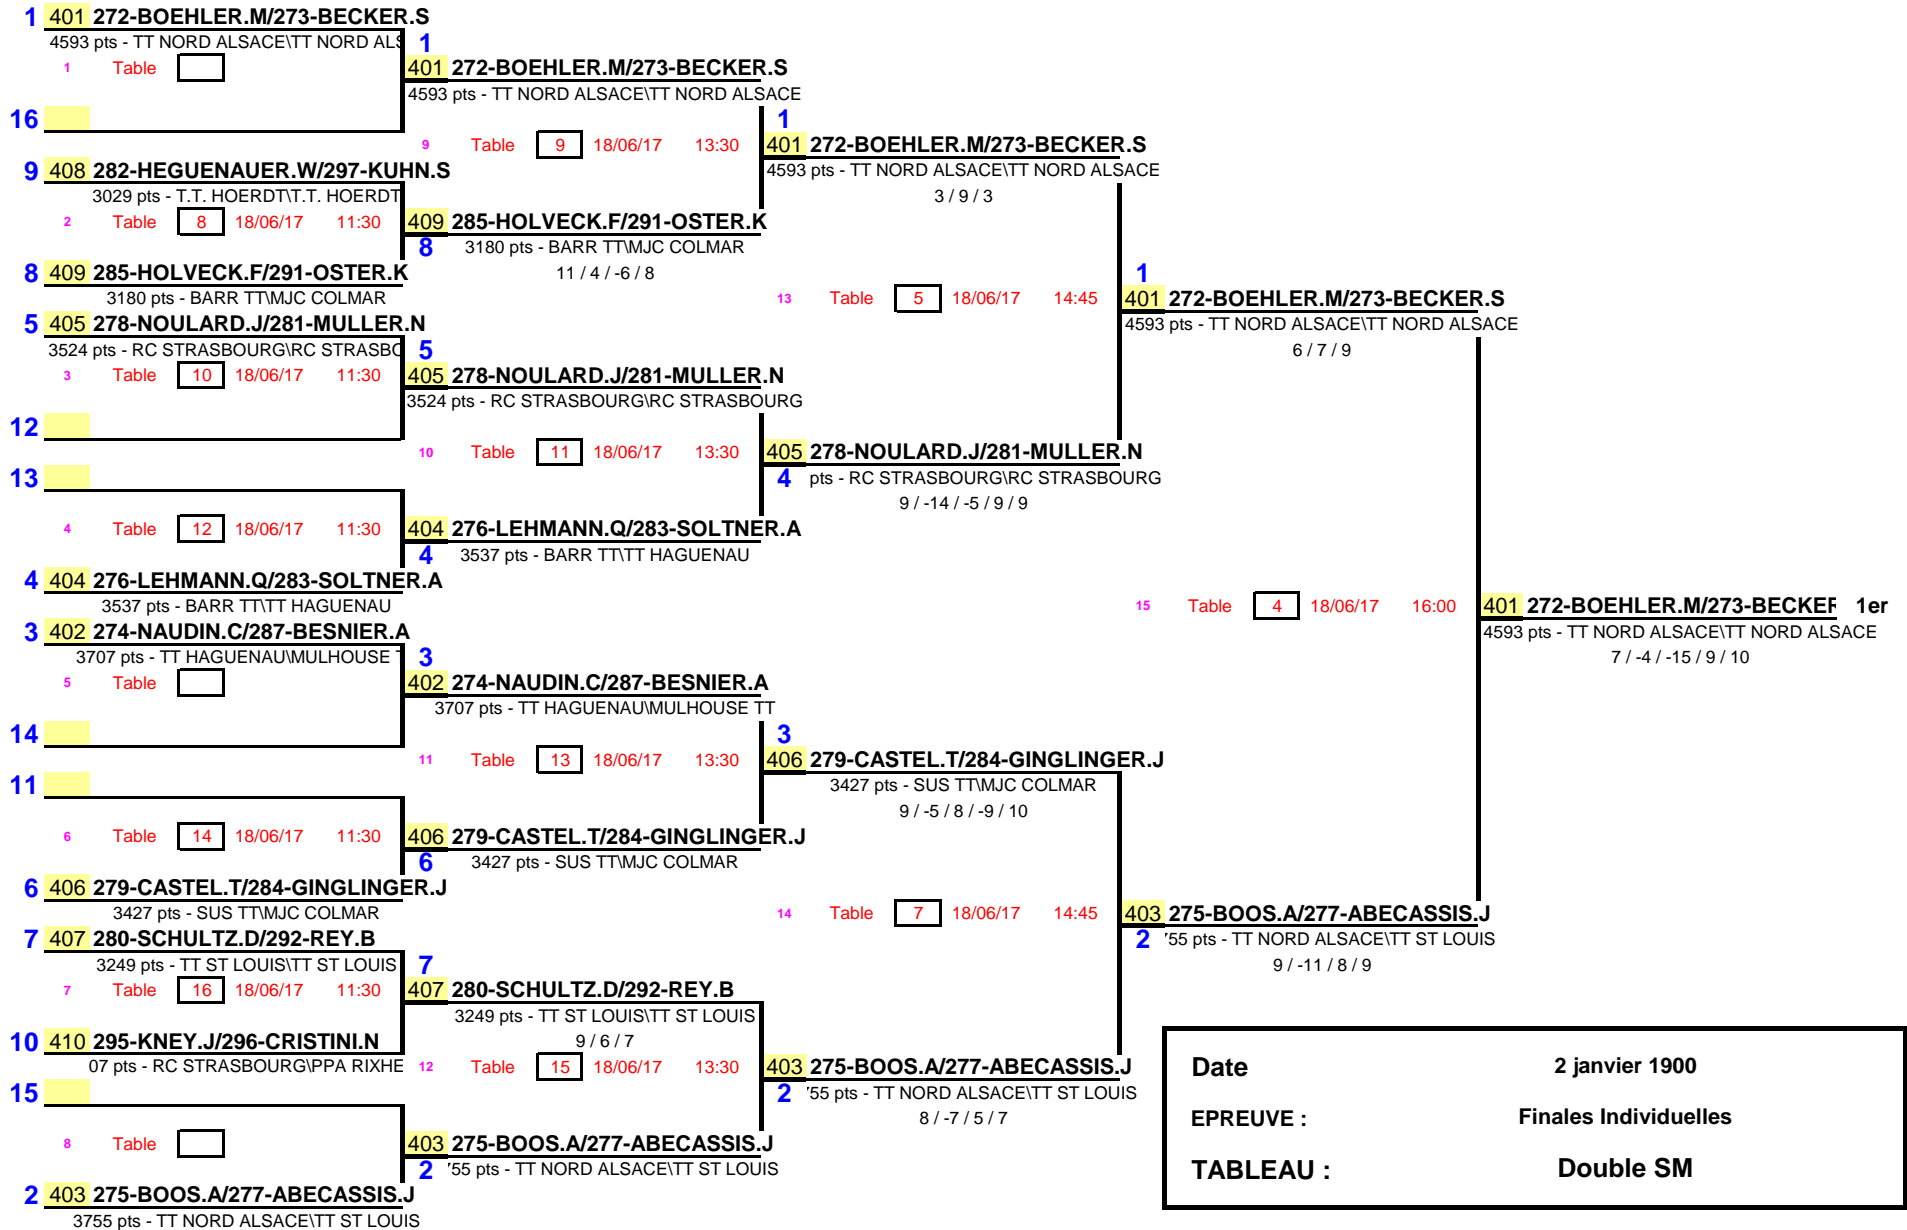 1 401 272-BOEHLER.M/273-BECKER.S
4593 pts - TT NORD ALSACE\TT NORD ALS
1 Table
16
9 408 282-HEGUENAUER.W/297-KUHN.S
3029 pts - T.T. HOERDT\T.T. HOERDT
2 Table 8 18/06/17 11:30
8 409 285-HOLVECK.F/291-OSTER.K
3180 pts - BARR TT\MJC COLMAR
5 405 278-NOULARD.J/281-MULLER.N
3524 pts - RC STRASBOURG\RC STRASBO
3 Table 10 18/06/17 11:30
12
13
4 Table 12 18/06/17 11:30
4 404 276-LEHMANN.Q/283-SOLTNER.A
3537 pts - BARR TT\TT HAGUENAU
3 402 274-NAUDIN.C/287-BESNIER.A
3707 pts - TT HAGUENAU\MULHOUSE T
5 Table
14
11
6 Table 14 18/06/17 11:30
6 406 279-CASTEL.T/284-GINGLINGER.J
3427 pts - SUS TT\MJC COLMAR
7 407 280-SCHULTZ.D/292-REY.B
3249 pts - TT ST LOUIS\TT ST LOUIS
7 Table 16 18/06/17 11:30
10 410 295-KNEY.J/296-CRISTINI.N
07 pts - RC STRASBOURG\PPA RIXHE
15
8 Table
2 403 275-BOOS.A/277-ABECASSIS.J
3755 pts - TT NORD ALSACE\TT ST LOUIS
1
401 272-BOEHLER.M/273-BECKER.S
4593 pts - TT NORD ALSACE\TT NORD ALSACE
9 Table 9 18/06/17 13:30
409 285-HOLVECK.F/291-OSTER.K
8 3180 pts - BARR TT\MJC COLMAR
11 / 4 / -6 / 8
5
405 278-NOULARD.J/281-MULLER.N
3524 pts - RC STRASBOURG\RC STRASBOURG
10 Table 11 18/06/17 13:30
404 276-LEHMANN.Q/283-SOLTNER.A
4 3537 pts - BARR TT\TT HAGUENAU
3
402 274-NAUDIN.C/287-BESNIER.A
3707 pts - TT HAGUENAU\MULHOUSE TT
11 Table 13 18/06/17 13:30
406 279-CASTEL.T/284-GINGLINGER.J
6 3427 pts - SUS TT\MJC COLMAR
7
407 280-SCHULTZ.D/292-REY.B
3249 pts - TT ST LOUIS\TT ST LOUIS
9 / 6 / 7
12 Table 15 18/06/17 13:30
403 275-BOOS.A/277-ABECASSIS.J
2 755 pts - TT NORD ALSACE\TT ST LOUIS
1
401 272-BOEHLER.M/273-BECKER.S
4593 pts - TT NORD ALSACE\TT NORD ALSACE
3 / 9 / 3
13 Table 5 18/06/17 14:45
405 278-NOULARD.J/281-MULLER.N
4 pts - RC STRASBOURG\RC STRASBOURG
9 / -14 / -5 / 9 / 9
3
406 279-CASTEL.T/284-GINGLINGER.J
3427 pts - SUS TT\MJC COLMAR
9 / -5 / 8 / -9 / 10
14 Table 7 18/06/17 14:45
403 275-BOOS.A/277-ABECASSIS.J
2 755 pts - TT NORD ALSACE\TT ST LOUIS
8 / -7 / 5 / 7
1
401 272-BOEHLER.M/273-BECKER.S
4593 pts - TT NORD ALSACE\TT NORD ALSACE
6 / 7 / 9
15 Table 4 18/06/17 16:00
403 275-BOOS.A/277-ABECASSIS.J
2 755 pts - TT NORD ALSACE\TT ST LOUIS
9 / -11 / 8 / 9
401 272-BOEHLER.M/273-BECKER 1er
4593 pts - TT NORD ALSACE\TT NORD ALSACE
7 / -4 / -15 / 9 / 10
Date 2 janvier 1900
EPREUVE : Finales Individuelles
TABLEAU : Double SM